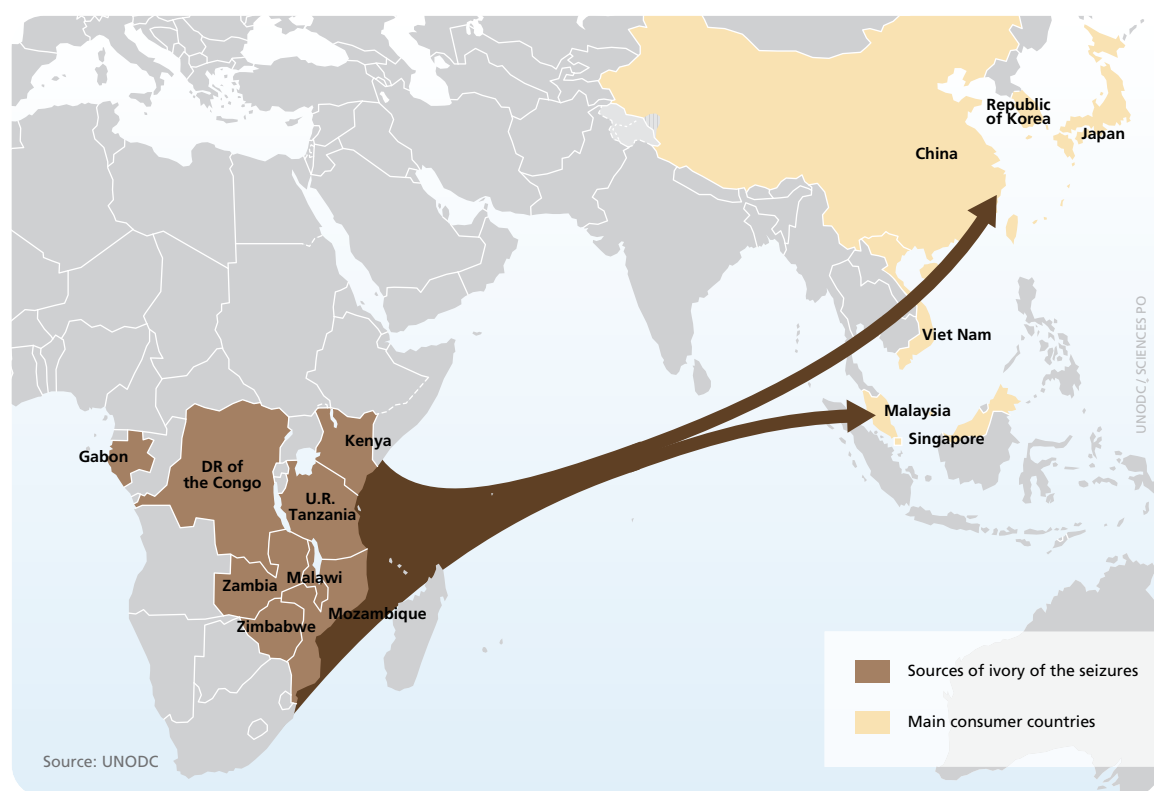 Republic
of Korea
Japan
China
Viet Nam
Malaysia
Singapore
Kenya
Gabon
DR of
the Congo
U.R.
Tanzania
Malawi
Zambia
Mozambique
Zimbabwe
Sources of ivory of the seizures
Main consumer countries
Source: UNODC
UNODC / SCIENCES PO